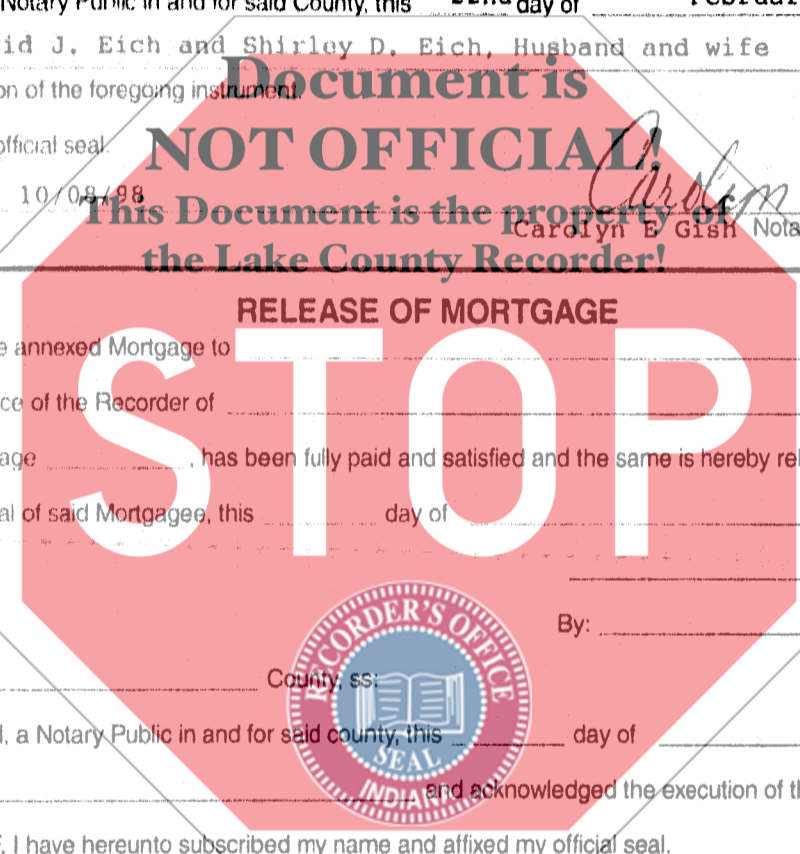 Notary Public in and for said County, this 22nd day of
id J. Eich and Shirley D. Eich, Husband and wife
on of the foregoing instrument.
Document is
official seal.
NOT OFFICIAL!
10/08/98
This Document is the property of
Carolyn
Carolyn E Gish Nota
the Lake County Recorder!
RELEASE OF MORTGAGE
e annexed Mortgage to
ce of the Recorder of
STOP
age , has been fully paid and satisfied and the same is hereby rel
al of said Mortgagee, this day of
By:
RECORDER'S OFFICE
County, ss:
, a Notary Public in and for said county, this day of
SEAL
INDIANA
and acknowledged the execution of th
, I have hereunto subscribed my name and affixed my official seal.